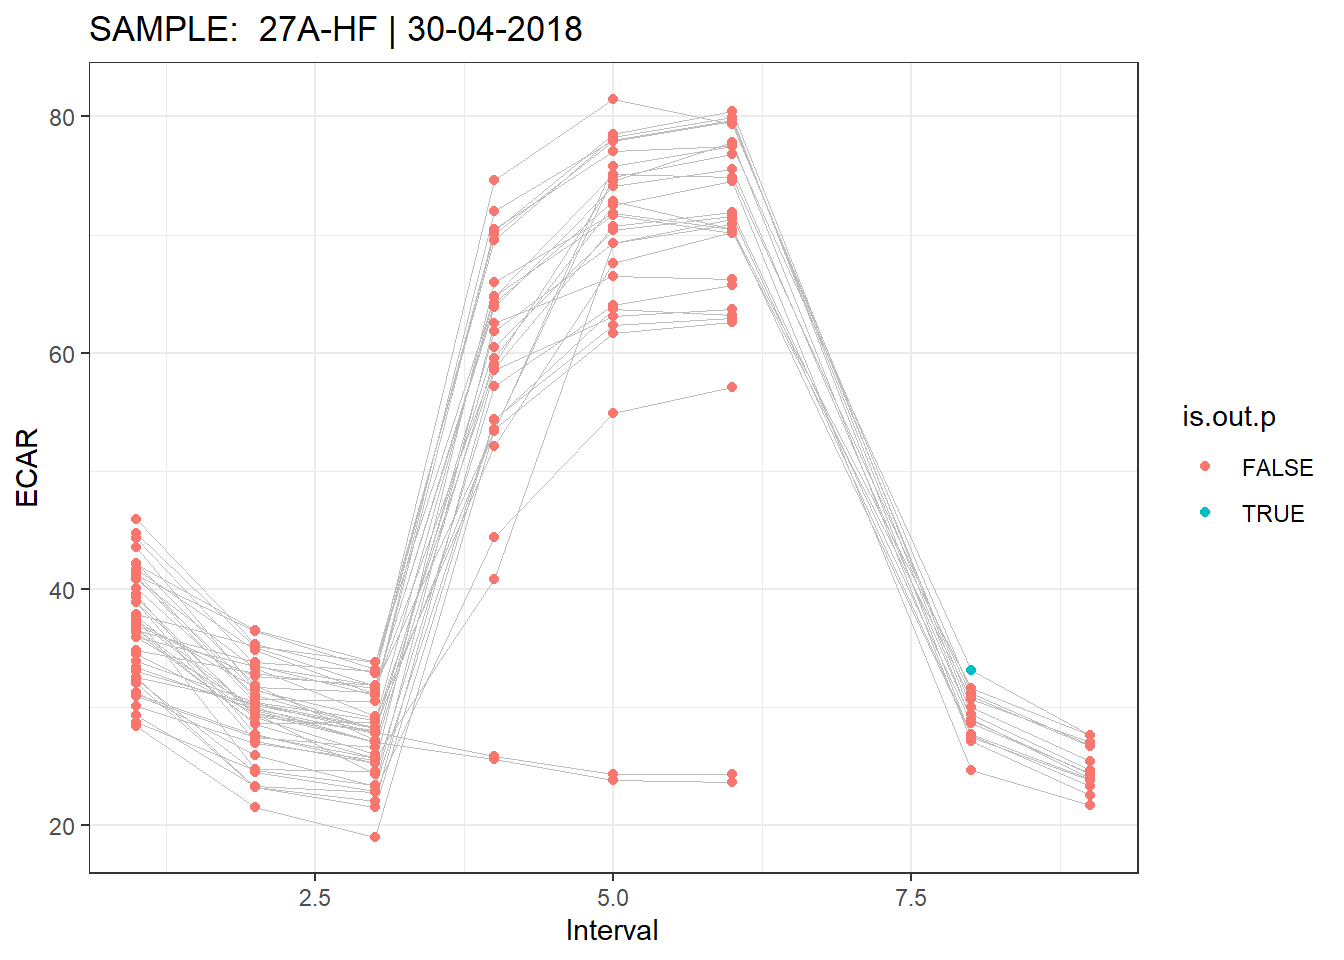 SAMPLE:  27A-HF | 30-04-2018
80
60
40
20
ECAR
2.5
5.0
7.5
Interval
is.out.p
FALSE
TRUE